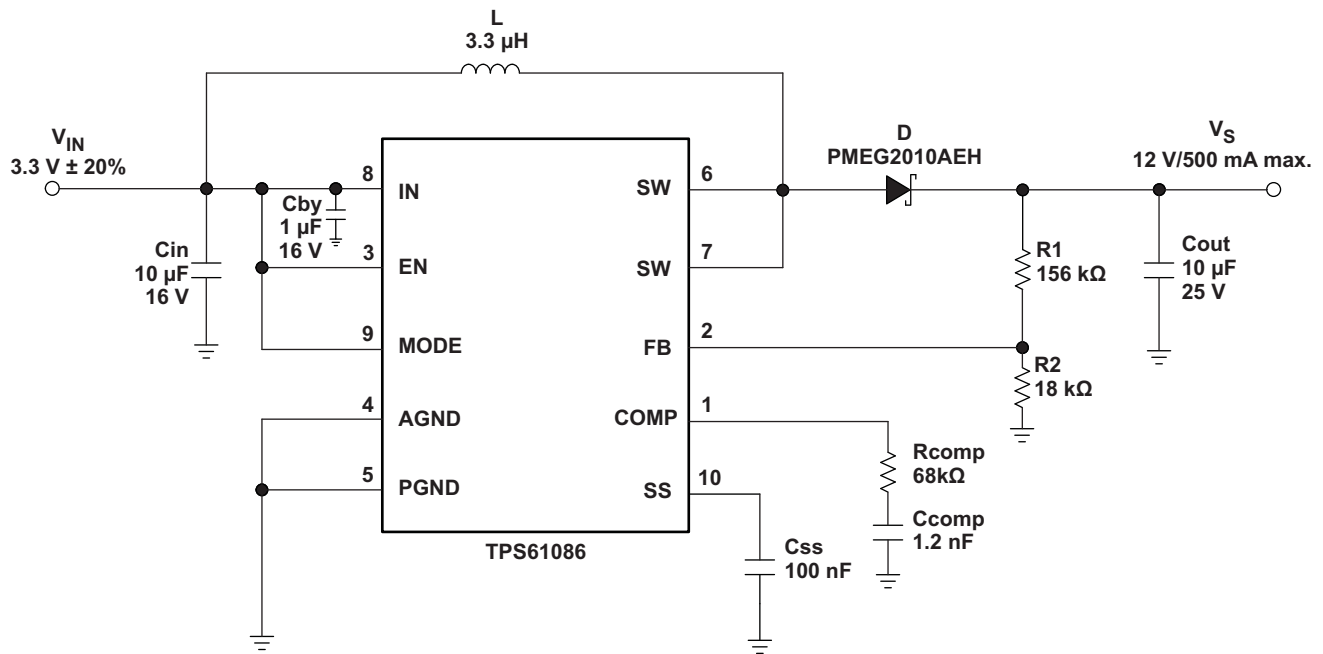 L
3.3 µH
V_IN
3.3 V ± 20%
D
PMEG2010AEH
V_S
12 V/500 mA max.
8
IN
SW
6
Cby
1 µF
16 V
Cin
10 µF
16 V
3
EN
SW
7
R1
156 kΩ
Cout
10 µF
25 V
9
MODE
FB
2
R2
18 kΩ
4
AGND
COMP
1
Rcomp
68kΩ
5
PGND
SS
10
Ccomp
1.2 nF
TPS61086
Css
100 nF